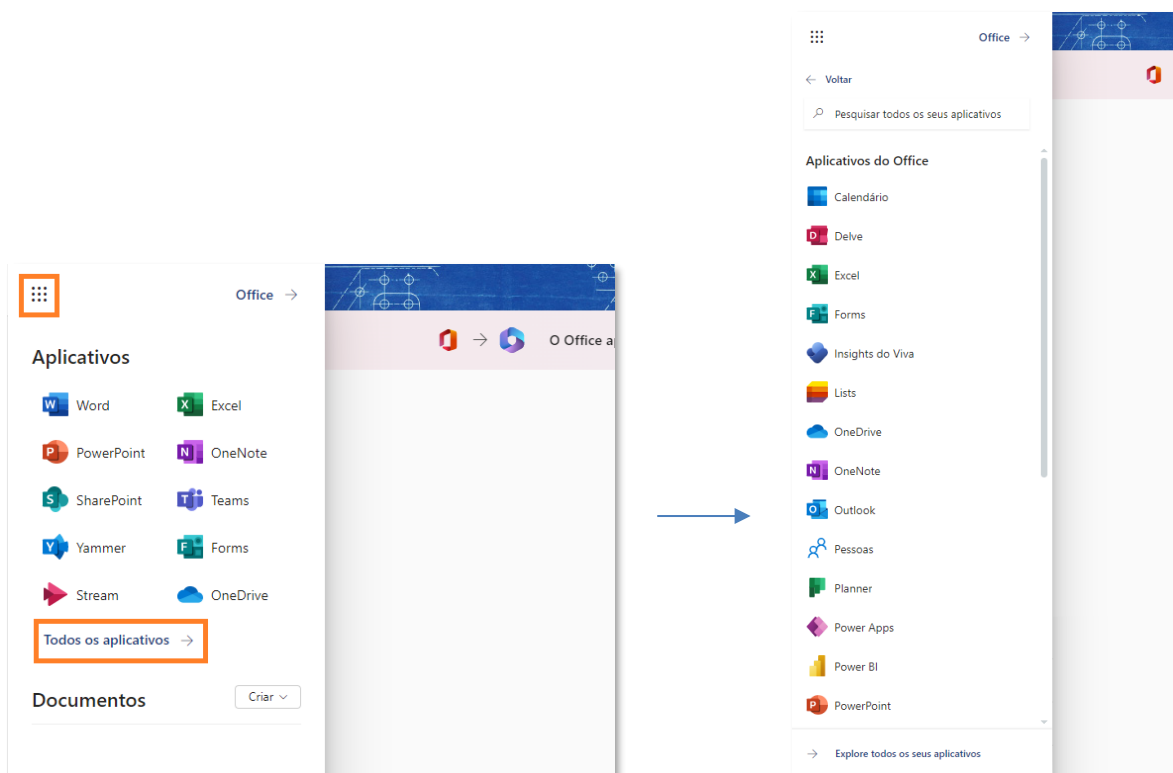 Office
Aplicativos
Word
Excel
PowerPoint
OneNote
SharePoint
Teams
Yammer
Forms
Stream
OneDrive
Todos os aplicativos
Documentos
Criar
O Office a
Office
Voltar
Pesquisar todos os seus aplicativos
Aplicativos do Office
Calendário
Delve
Excel
Forms
Insights do Viva
Lists
OneDrive
OneNote
Outlook
Pessoas
Planner
Power Apps
Power BI
PowerPoint
Explore todos os seus aplicativos